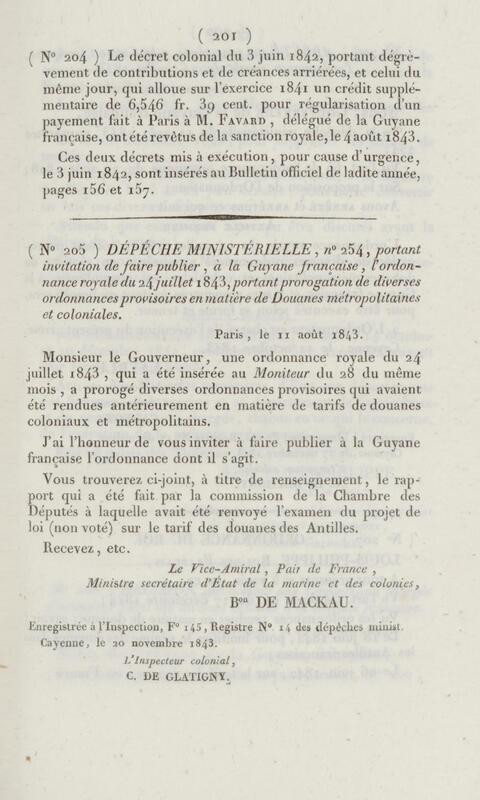 ( 201 )
( Nº 204 ) Le décret colonial du 3 juin 1842, portant dégrè-
vement de contributions et de créances arriérées, et celui du
même jour, qui alloue sur l'exercice 1841 un crédit supplé-
mentaire de 6,546 fr. 39 cent. pour régularisation d'un
payement fait à Paris à M. FAVARD, délégué de la Guyane
française, ont été revêtus de la sanction royale, le 4 août 1843.
Ces deux décrets mis à exécution, pour cause d'urgence,
le 3 juin 1842, sont insérés au Bulletin officiel de ladite année,
pages 156 et 157.
( Nº 205 ) DÉPÊCHE MINISTÉRIELLE, nº 254, portant
invitation de faire publier, à la Guyane française, l'ordon-
nance royale du 24 juillet 1843, portant prorogation de diverses
ordonnances provisoires en matière de Douanes métropolitaines
et coloniales.
Paris, le 11 août 1843.
Monsieur le Gouverneur, une ordonnance royale du 24
juillet 1843, qui a été insérée au Moniteur du 28 du même
mois, a prorogé diverses ordonnances provisoires qui avaient
été rendues antérieurement en matière de tarifs de douanes
coloniaux et métropolitains.
J'ai l'honneur de vous inviter à faire publier à la Guyane
française l'ordonnance dont il s'agit.
Vous trouverez ci-joint, à titre de renseignement, le rap-
port qui a été fait par la commission de la Chambre des
Députés à laquelle avait été renvoyé l'examen du projet de
loi (non voté) sur le tarif des douanes des Antilles.
Recevez, etc.
Le Vice-Amiral, Pair de France,
Ministre secrétaire d'État de la marine et des colonies,
Bon DE MACKAU.
Enregistrée à l'Inspection, Fº 145, Registre Nº 14 des dépêches minist.
Cayenne, le 20 novembre 1843.
L'Inspecteur colonial,
C. DE GLATIGNY.